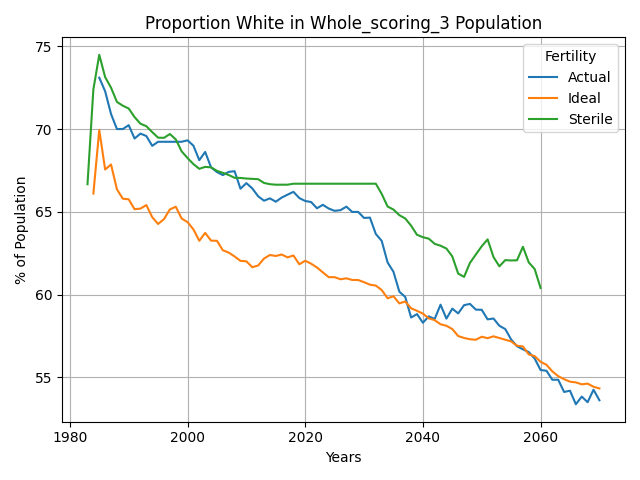 Proportion White in Whole_scoring_3 Population
% of Population
75
70
65
60
55
Fertility
Actual
Ideal
Sterile
1980
2000
2020
2040
2060
Years